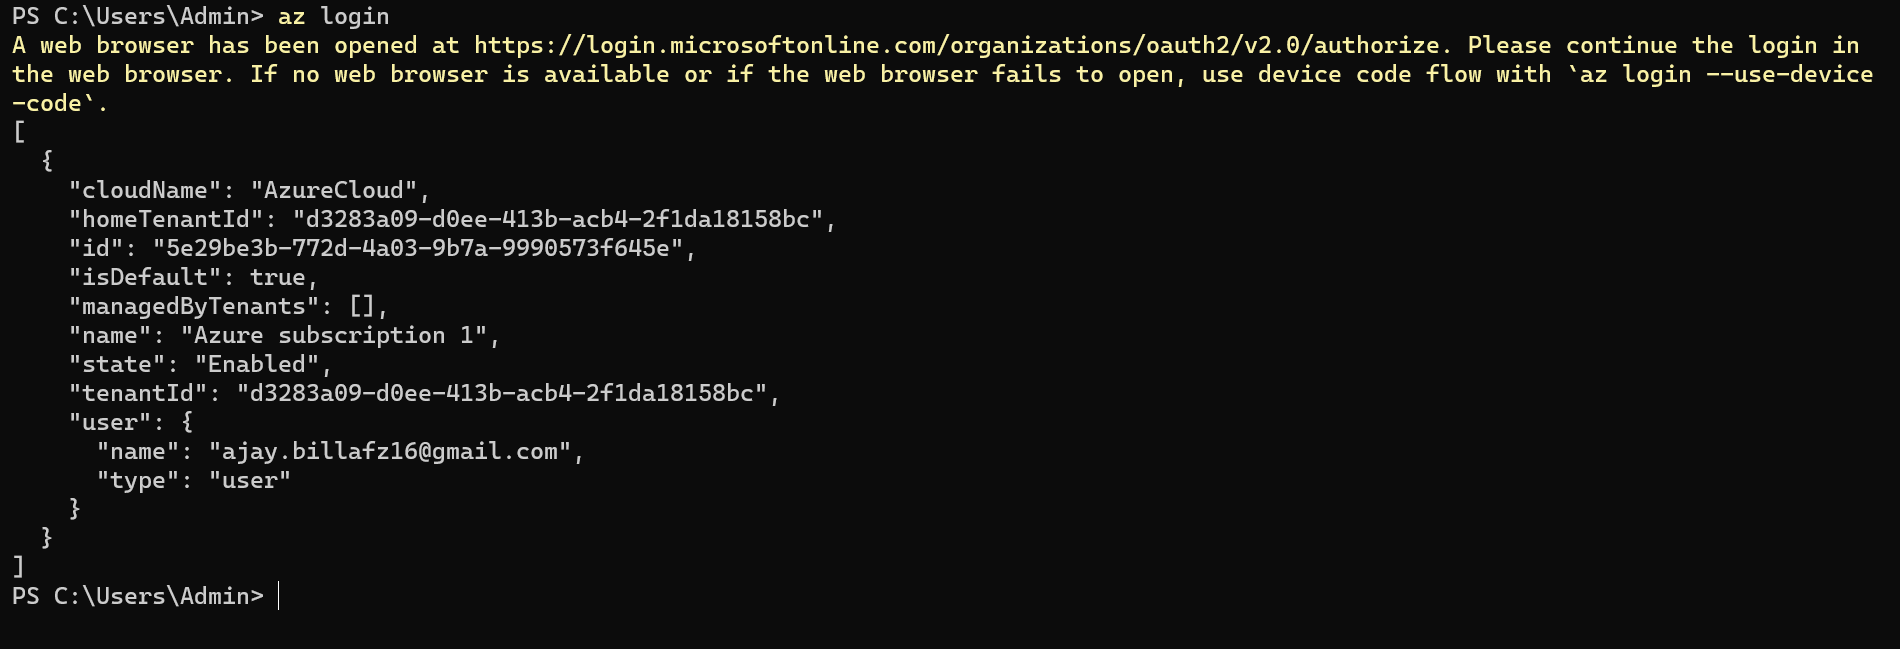 PS C:\Users\Admin> az login
A web browser has been opened at https://login.microsoftonline.com/organizations/oauth2/v2.0/authorize. Please continue the login in
the web browser. If no web browser is available or if the web browser fails to open, use device code flow with `az login --use-device
-code`.
[
  {
    "cloudName": "AzureCloud",
    "homeTenantId": "d3283a09-d0ee-413b-acb4-2f1da18158bc",
    "id": "5e29be3b-772d-4a03-9b7a-9990573f645e",
    "isDefault": true,
    "managedByTenants": [],
    "name": "Azure subscription 1",
    "state": "Enabled",
    "tenantId": "d3283a09-d0ee-413b-acb4-2f1da18158bc",
    "user": {
      "name": "ajay.billafz16@gmail.com",
      "type": "user"
    }
  }
]
PS C:\Users\Admin>